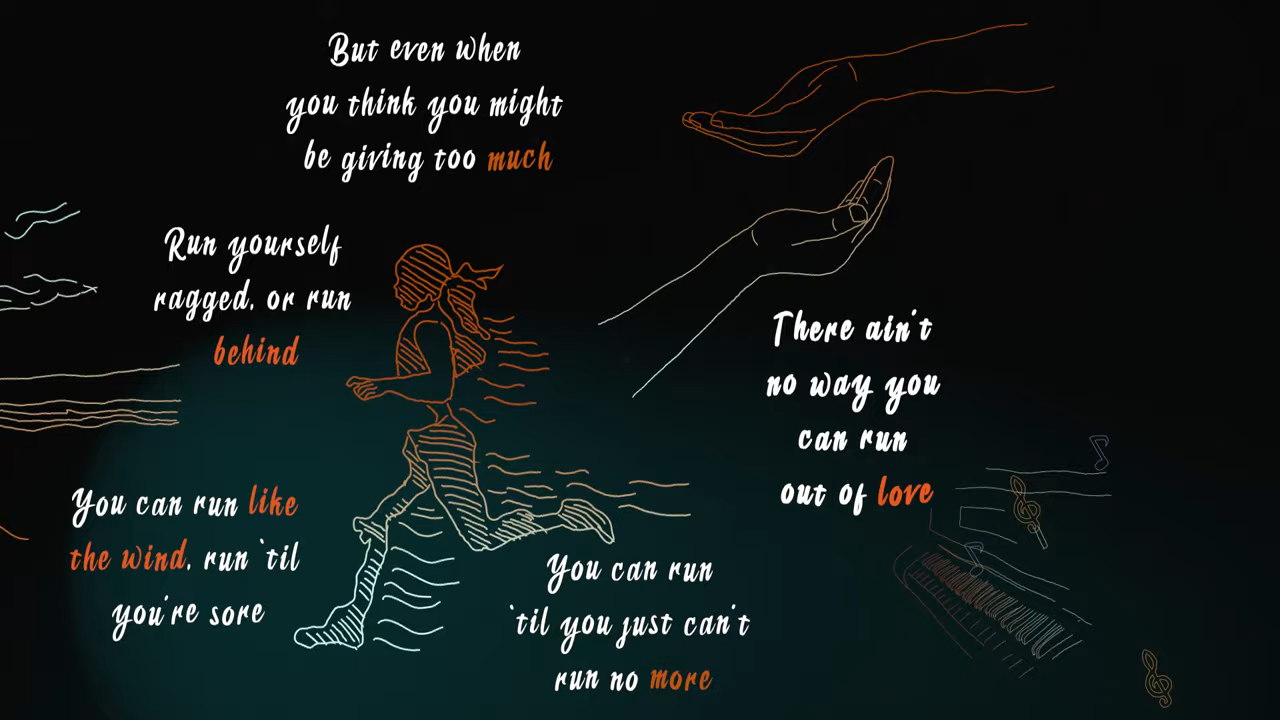 But even when
you think you might
be giving too much
Run yourself
ragged, or run
behind
You can run like
the wind, run 'til
you're sore
You can run
'til you just can't
run no more
There ain't
no way you
can run
out of love